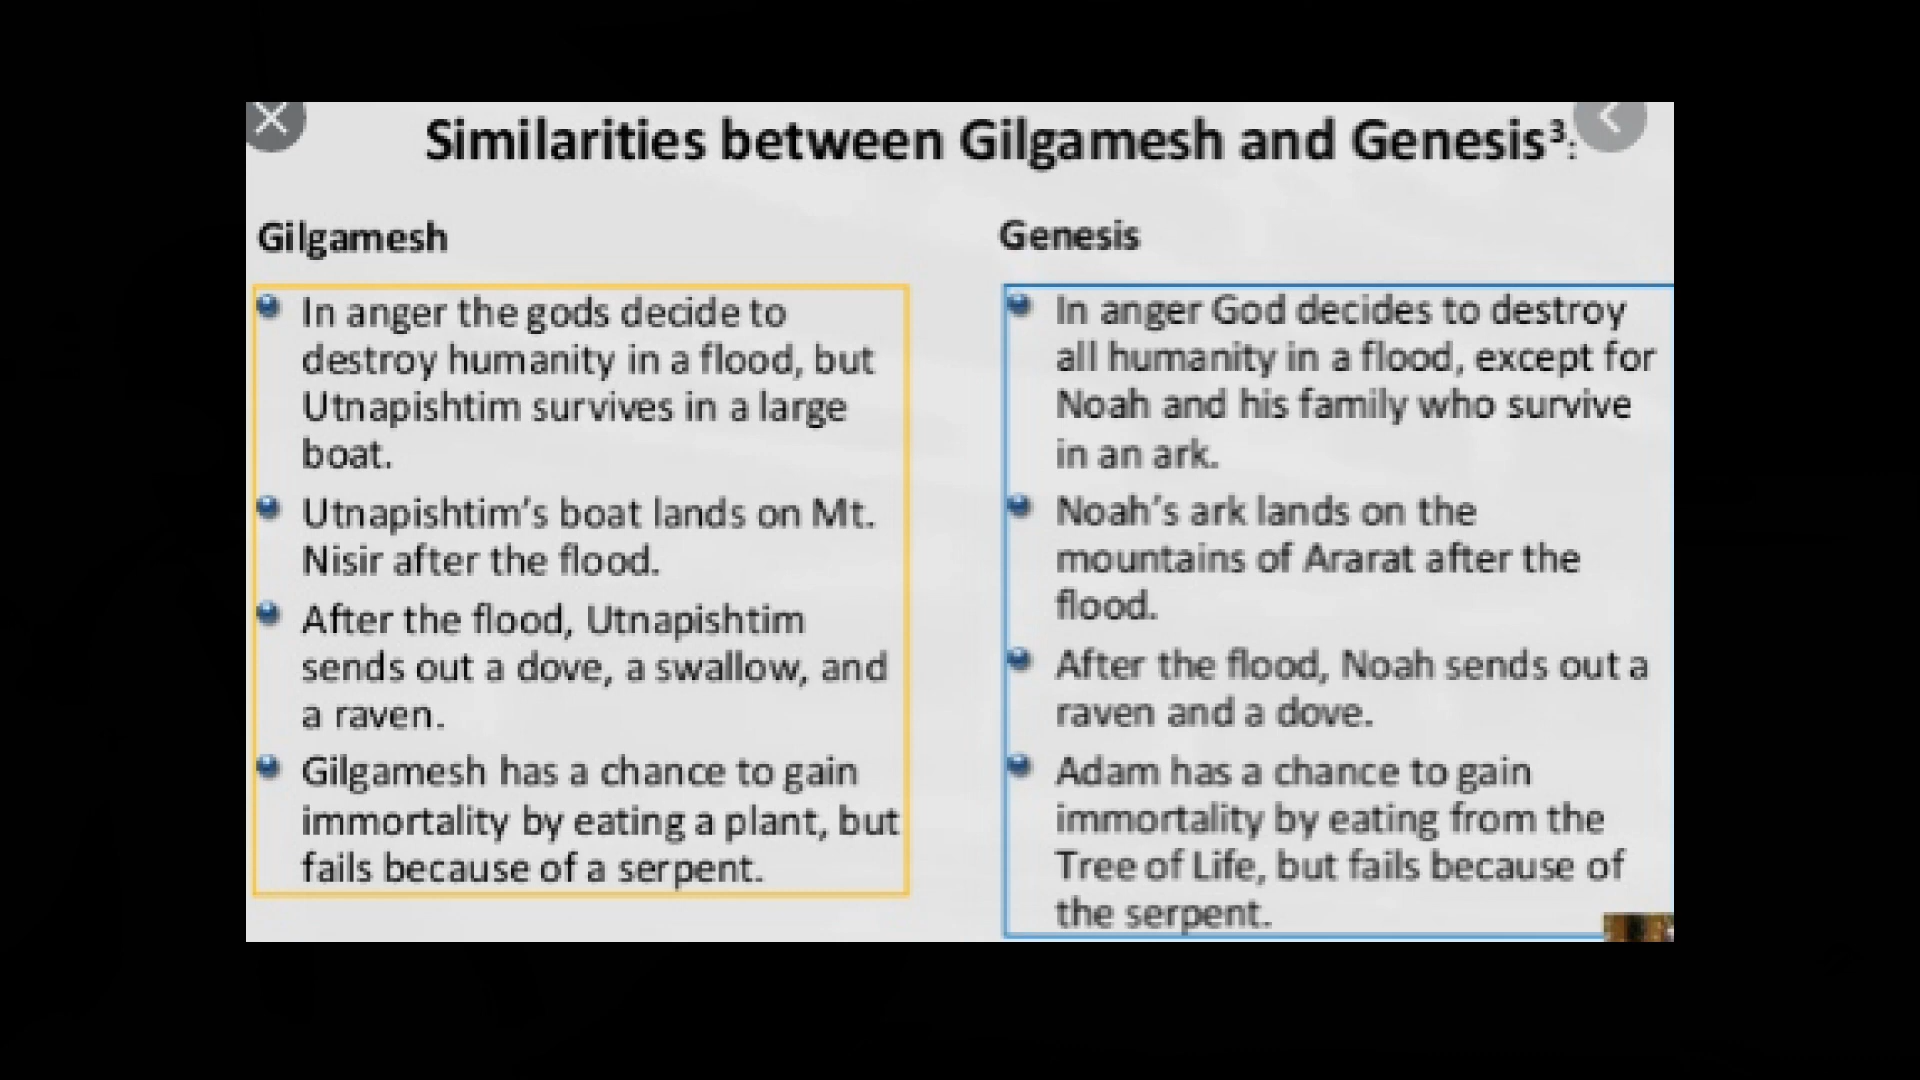 Similarities between Gilgamesh and Genesis³:
Gilgamesh
In anger the gods decide to
destroy humanity in a flood, but
Utnapishtim survives in a large
boat.
Utnapishtim's boat lands on Mt.
Nisir after the flood.
After the flood, Utnapishtim
sends out a dove, a swallow, and
a raven.
Gilgamesh has a chance to gain
immortality by eating a plant, but
fails because of a serpent.
Genesis
In anger God decides to destroy
all humanity in a flood, except for
Noah and his family who survive
in an ark.
Noah's ark lands on the
mountains of Ararat after the
flood.
After the flood, Noah sends out a
raven and a dove.
Adam has a chance to gain
immortality by eating from the
Tree of Life, but fails because of
the serpent.